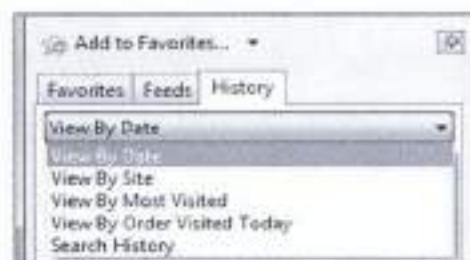 Add to Favorites...
Favorites Feeds History
View By Date
View By Date
View By Site
View By Most Visited
View By Order Visited Today
Search History